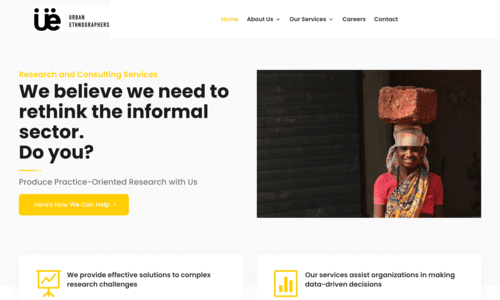 üe URBAN
ETHNOGRAPHERS
Home About Us Our Services Careers Contact
Research and Consulting Services
We believe we need to
rethink the informal
sector.
Do you?
Produce Practice-Oriented Research with Us
Here's How We Can Help
We provide effective solutions to complex
research challenges
Our services assist organizations in making
data-driven decisions